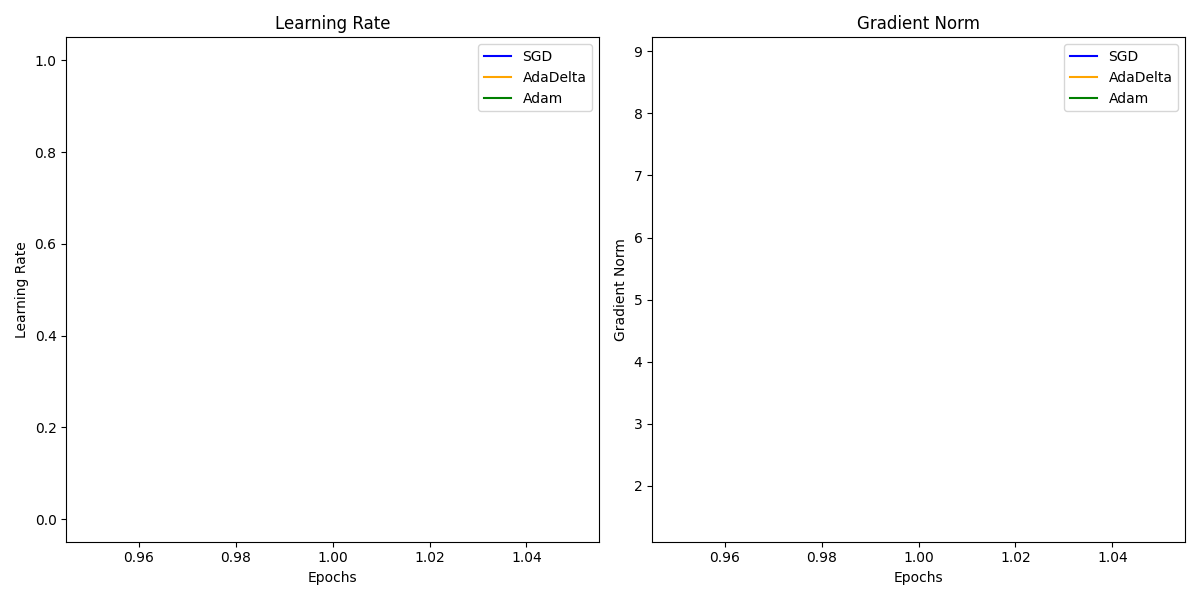 Learning Rate
1.0
0.8
0.6
0.4
0.2
0.0
Learning Rate
SGD
AdaDelta
Adam
0.96 0.98 1.00 1.02 1.04
Epochs
Gradient Norm
9
8
7
6
5
4
3
2
Gradient Norm
SGD
AdaDelta
Adam
0.96 0.98 1.00 1.02 1.04
Epochs